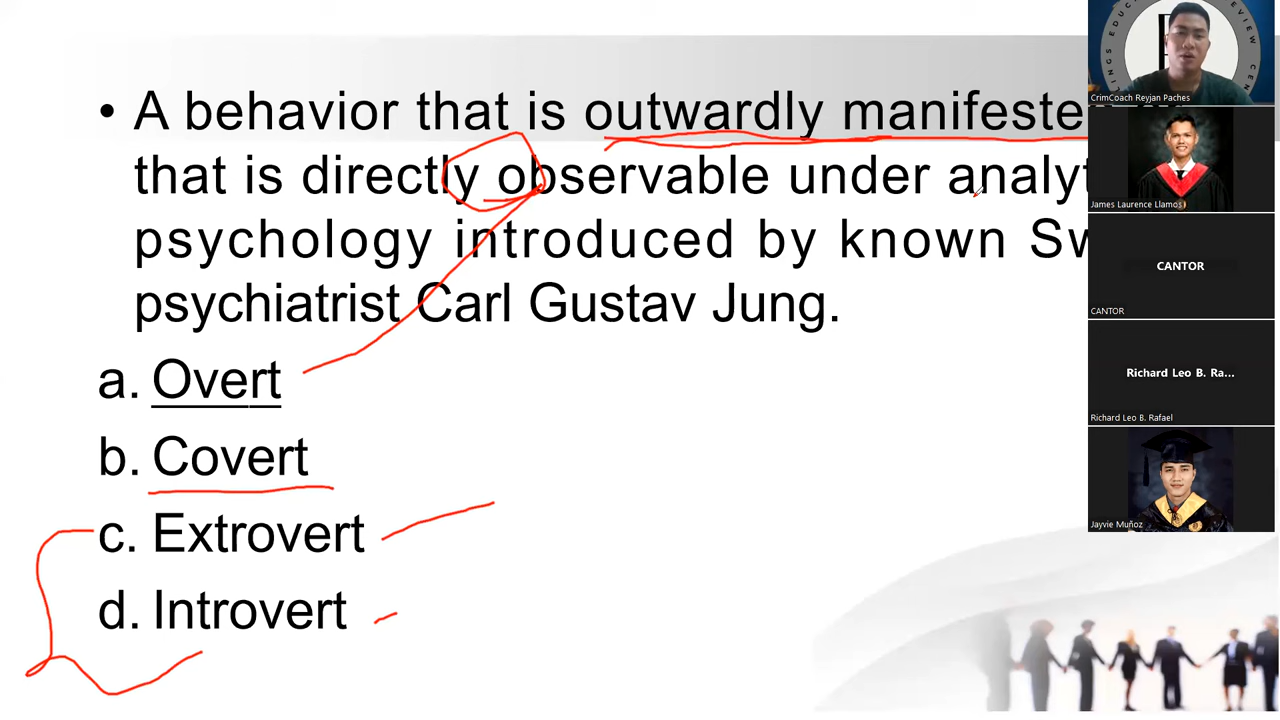 • A behavior that is outwardly manifeste
that is directly observable under analyt
psychology introduced by known Sw
psychiatrist Carl Gustav Jung.
a. Overt
b. Covert
c. Extrovert
d. Introvert
CrimCoach Reyjan Paches
James Laurence Llamos
CANTOR
CANTOR
Richard Leo B. Ra...
Richard Leo B. Rafael
Jayvie Muñoz